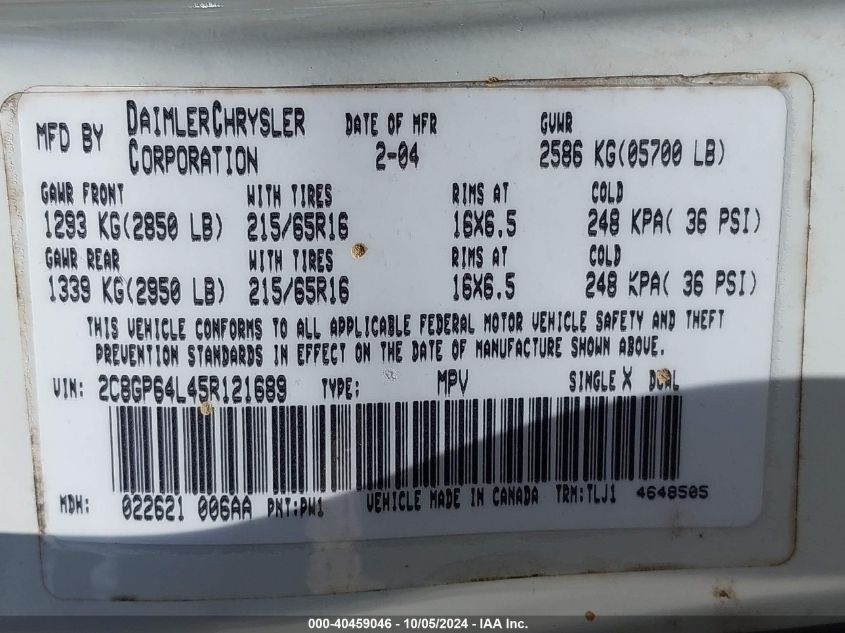 MFD BY DAIMLERCHRYSLER CORPORATION DATE OF MFR 2-04 GVWR 2586 KG(05700 LB)
GAWR FRONT WITH TIRES RIMS AT COLD
1293 KG(2850 LB) 215/65R16 16X6.5 248 KPA( 36 PSI)
GAWR REAR WITH TIRES RIMS AT COLD
1339 KG(2950 LB) 215/65R16 16X6.5 248 KPA( 36 PSI)
THIS VEHICLE CONFORMS TO ALL APPLICABLE FEDERAL MOTOR VEHICLE SAFETY AND THEFT
PREVENTION STANDARDS IN EFFECT ON THE DATE OF MANUFACTURE SHOWN ABOVE.
VIN: 2C8GP64L45R121689 TYPE: MPV SINGLE X DUAL
MDH: 022621 006AA PNT:PW1 VEHICLE MADE IN CANADA TRM:TLJ1 4648505
000-40459046 - 10/05/2024 - IAA Inc.